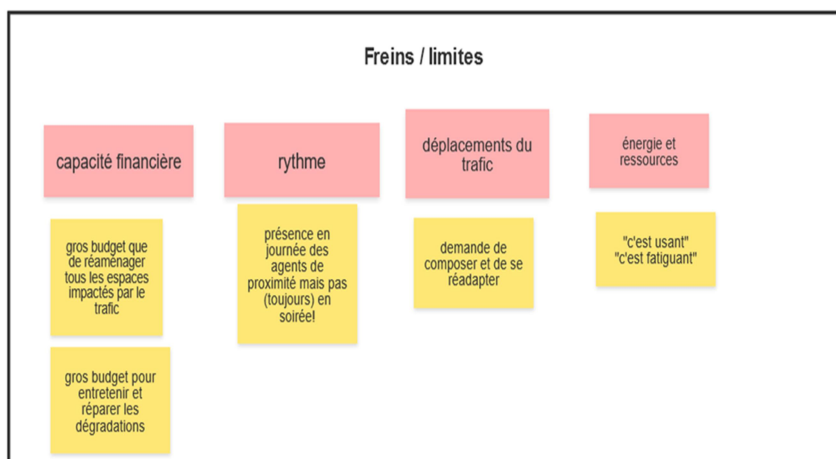 Freins / limites
capacité financière
gros budget que
de réaménager
tous les espaces
impactés par le
trafic
gros budget pour
entretenir et
réparer les
dégradations
rythme
présence en
journée des
agents de
proximité mais pas
(toujours) en
soirée!
déplacements du
trafic
demande de
composer et de se
réadapter
énergie et
ressources
"c'est usant"
"c'est fatiguant"